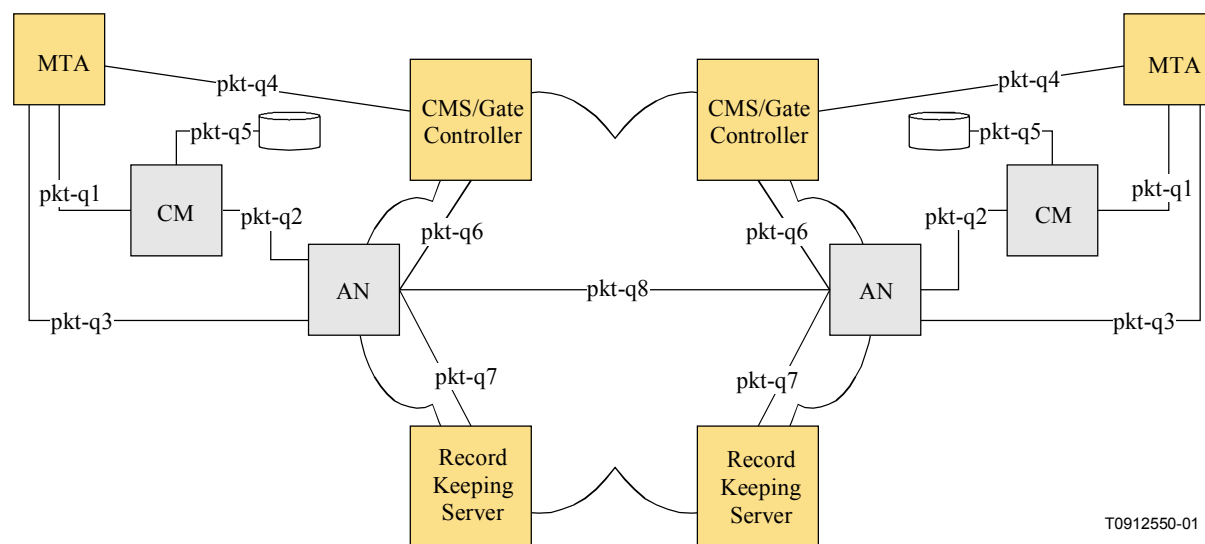 MTA
MTA
pkt-q4
pkt-q4
CMS/Gate
Controller
CMS/Gate
Controller
pkt-q5
pkt-q5
pkt-q1
pkt-q1
CM
CM
pkt-q2
pkt-q2
pkt-q6
pkt-q6
AN
pkt-q8
AN
pkt-q3
pkt-q3
pkt-q7
pkt-q7
Record
Keeping
Server
Record
Keeping
Server
T0912550-01